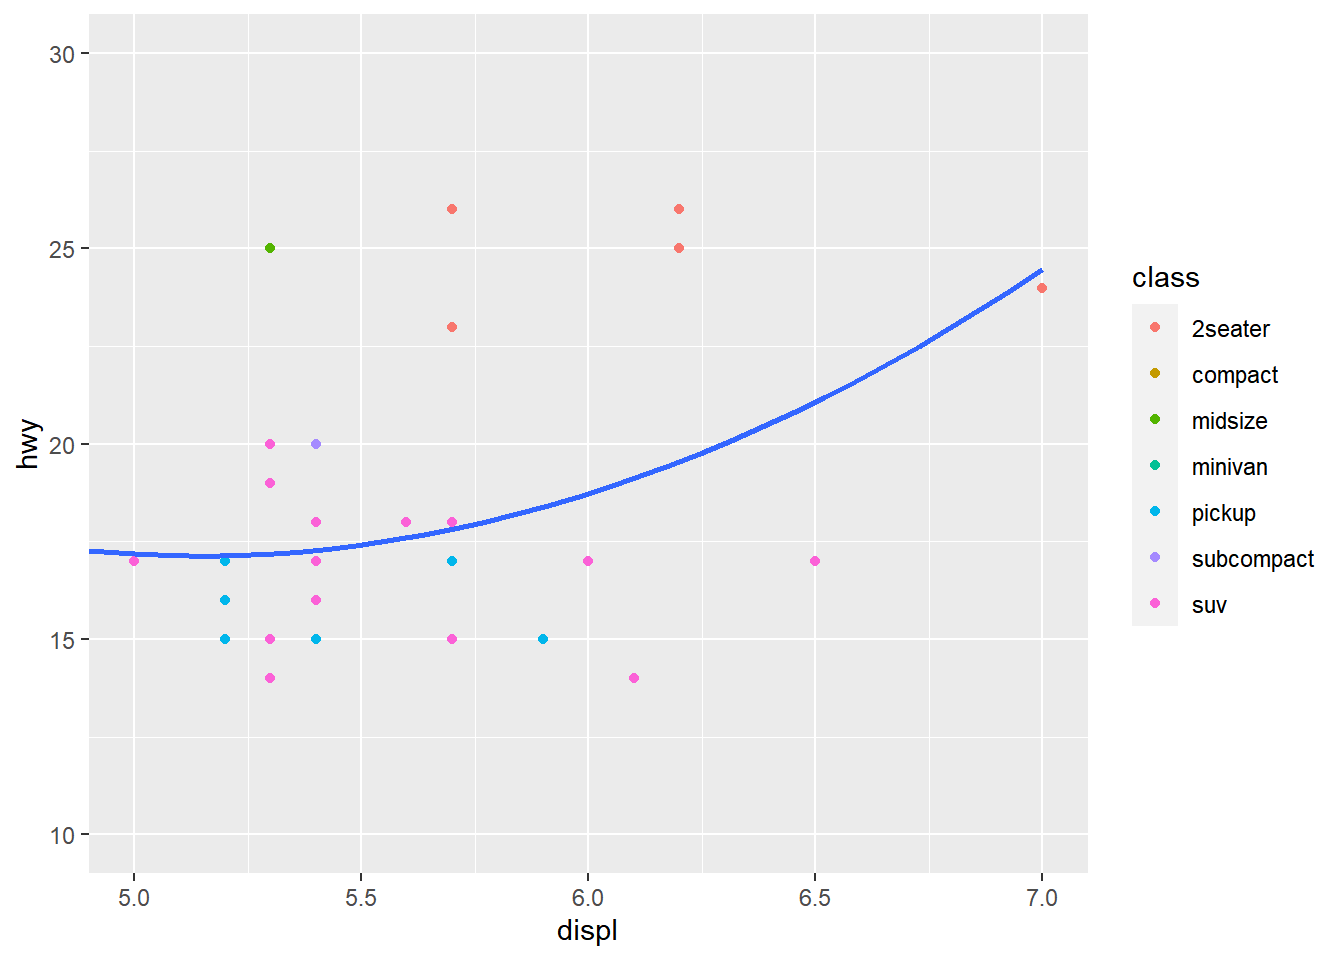 30
25
20
15
10
hwy
5.0
5.5
6.0
6.5
7.0
displ
class
2seater
compact
midsize
minivan
pickup
subcompact
suv